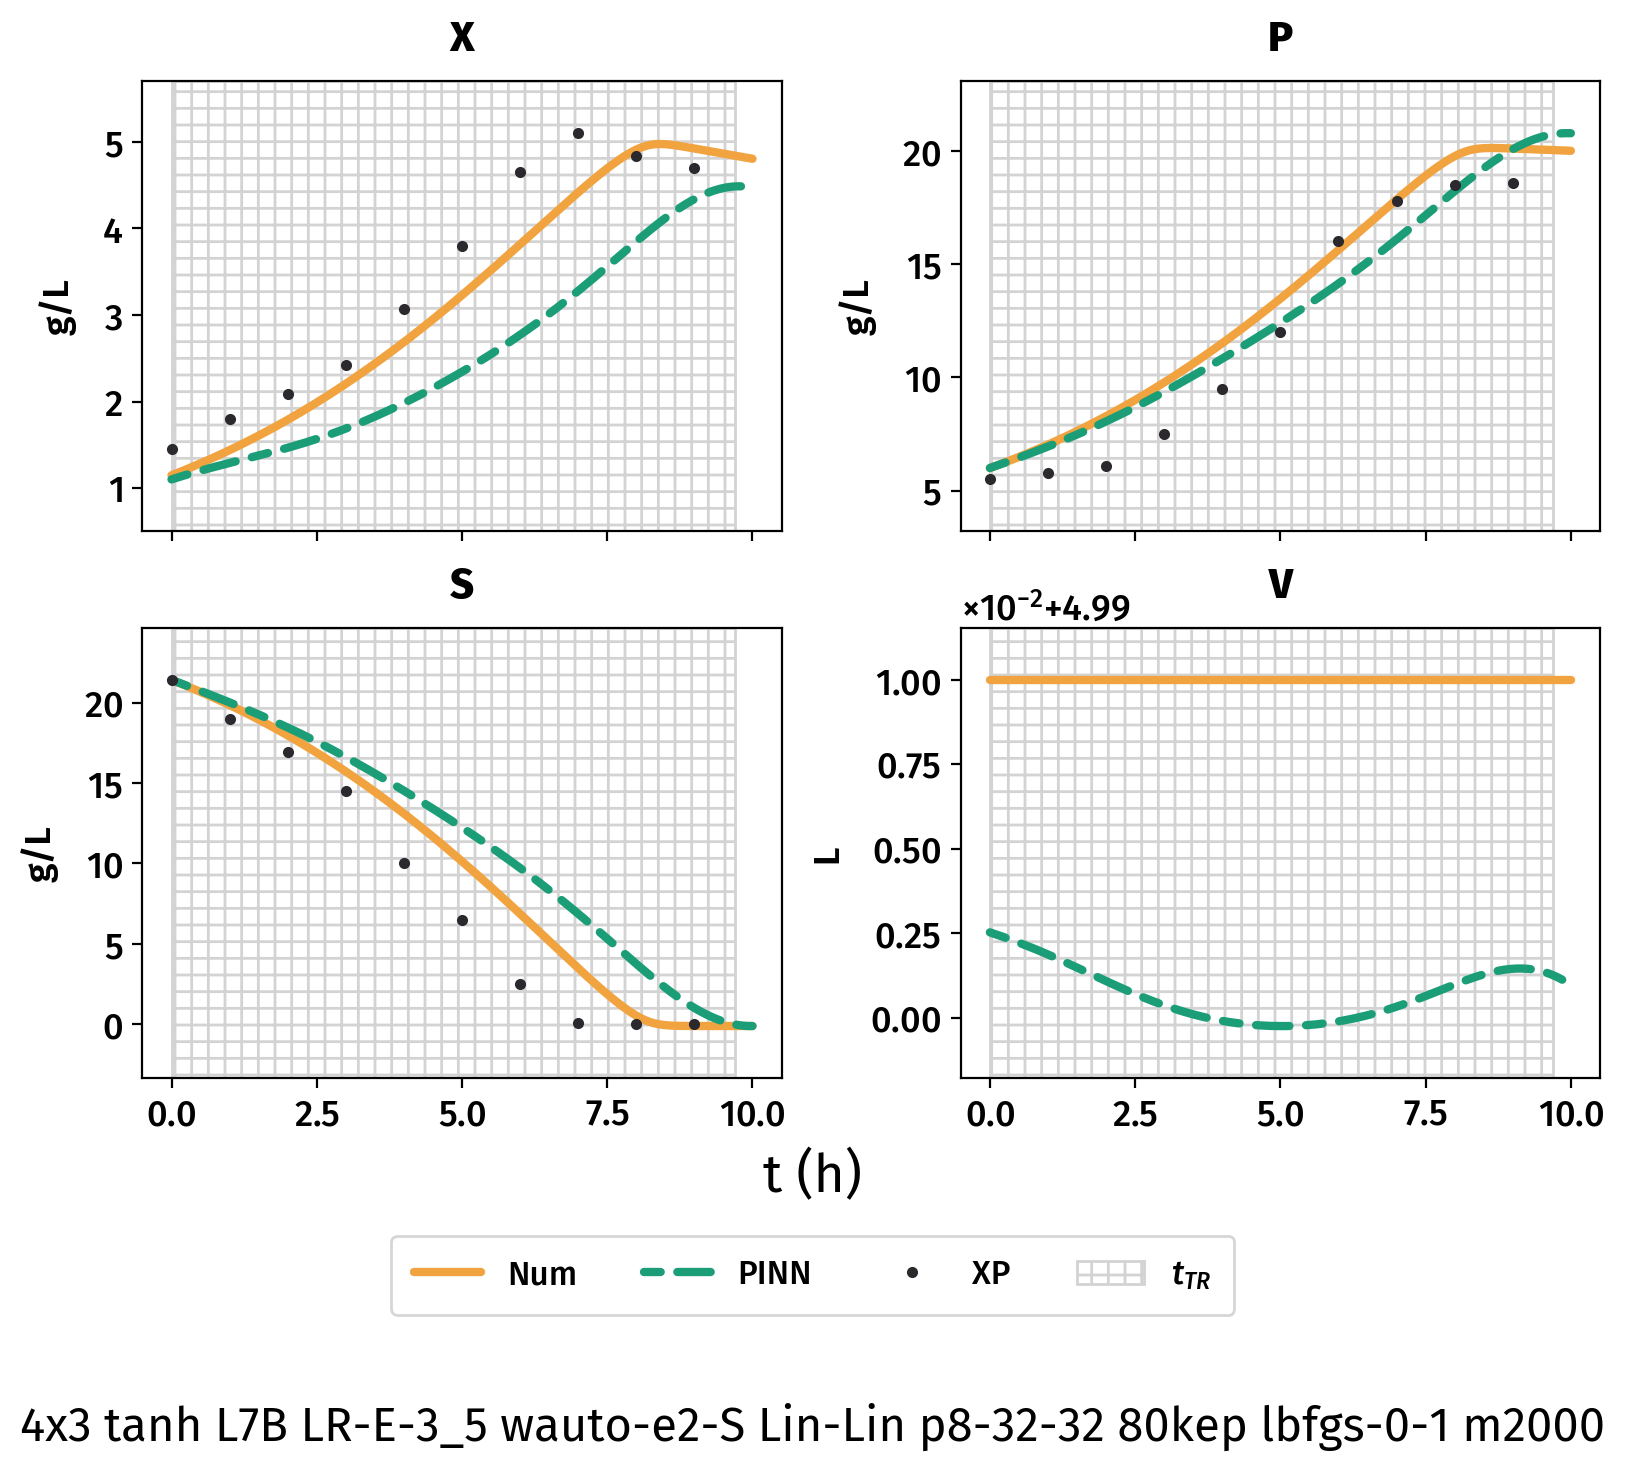 X
P
5
4
3
2
1
g/L
20
15
10
5
g/L
S
V
×10⁻²+4.99
20
15
10
5
0
g/L
1.00
0.75
0.50
0.25
0.00
L
0.0 2.5 5.0 7.5 10.0
0.0 2.5 5.0 7.5 10.0
t (h)
Num PINN XP tTR
4x3 tanh L7B LR-E-3_5 wauto-e2-S Lin-Lin p8-32-32 80kep lbfgs-0-1 m2000